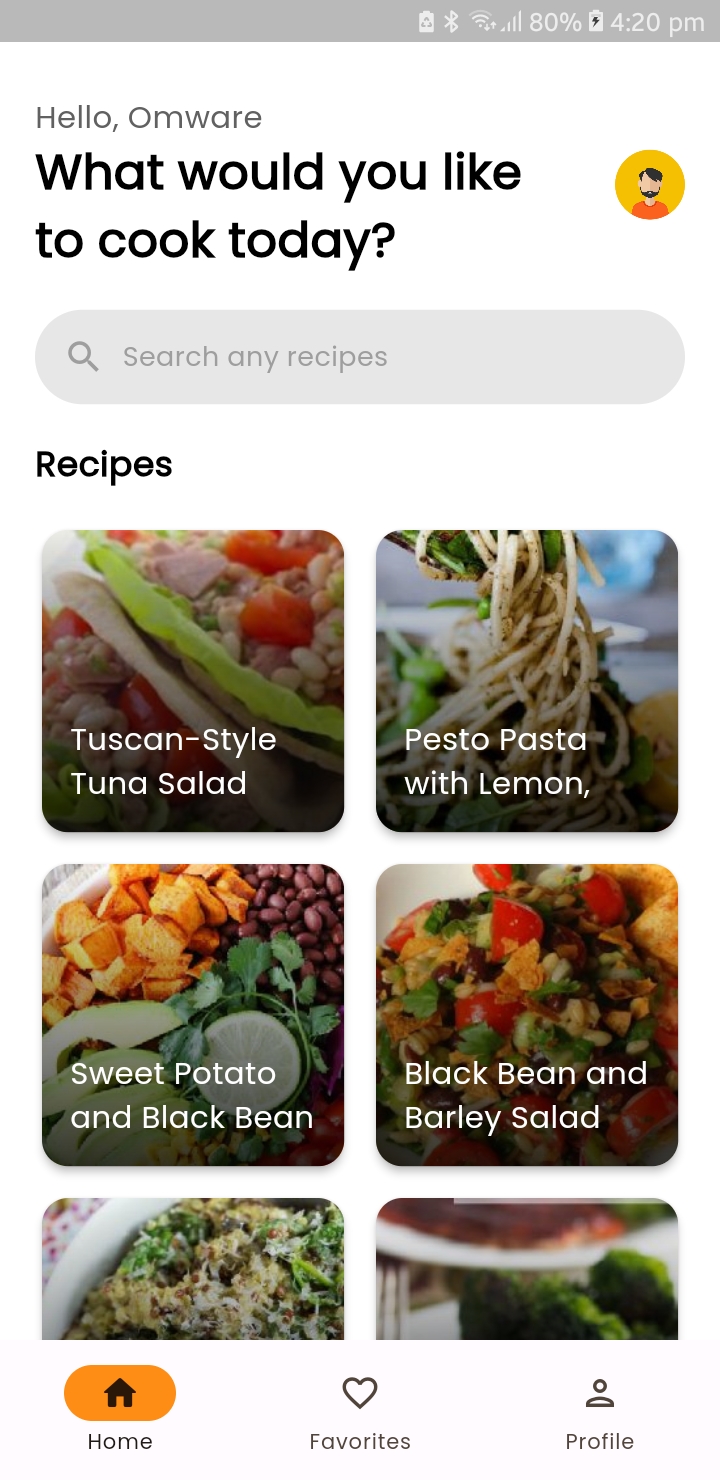 80% 4:20 pm
Hello, Omware
What would you like
to cook today?
Search any recipes
Recipes
Tuscan-Style
Tuna Salad
Pesto Pasta
with Lemon,
Sweet Potato
and Black Bean
Black Bean and
Barley Salad
Home
Favorites
Profile